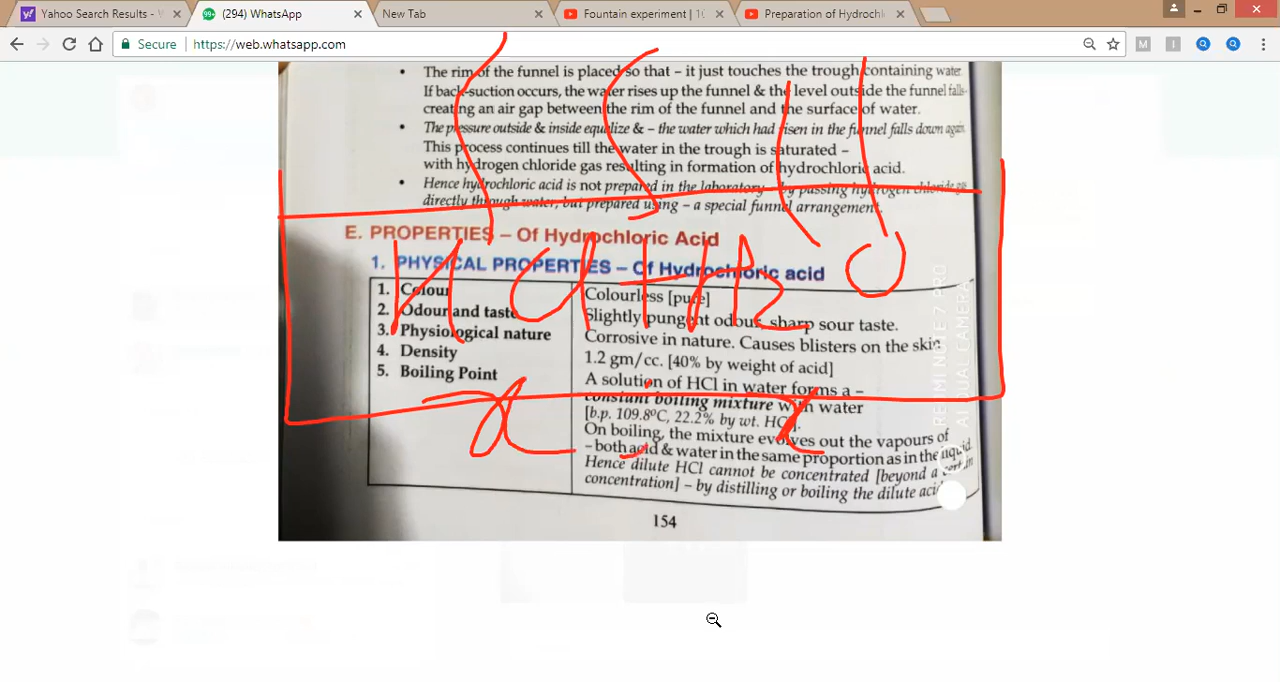 Yahoo Search Results -
(294) WhatsApp
New Tab
Fountain experiment | 10
Preparation of Hydrochl
Secure | https://web.whatsapp.com
• The rim of the funnel is placed so that – it just touches the trough containing water.
If back-suction occurs, the water rises up the funnel & the level outside the funnel falls-
creating an air gap between the rim of the funnel and the surface of water.
• The pressure outside & inside equalize & – the water which had risen in the funnel falls down again.
This process continues till the water in the trough is saturated –
with hydrogen chloride gas resulting in formation of hydrochloric acid.
• Hence hydrochloric acid is not prepared in the laboratory – by passing hydrogen chloride gas
directly through water, but prepared using – a special funnel arrangement.
E. PROPERTIES – Of Hydrochloric Acid
1. PHYSICAL PROPERTIES – Of Hydrochloric acid
1. Colour Colourless [pure]
2. Odour and taste Slightly pungent odour, sharp sour taste.
3. Physiological nature Corrosive in nature. Causes blisters on the skin.
4. Density 1.2 gm/cc. [40% by weight of acid]
5. Boiling Point A solution of HCl in water forms a –
constant boiling mixture with water
[b.p. 109.8°C, 22.2% by wt. HCl].
On boiling, the mixture evolves out the vapours of
– both acid & water in the same proportion as in the liquid.
Hence dilute HCl cannot be concentrated [beyond a certain
concentration] – by distilling or boiling the dilute acid.
HCl + H2O
x : x
154
REDMI NOTE 7 PRO
AI DUAL CAMERA